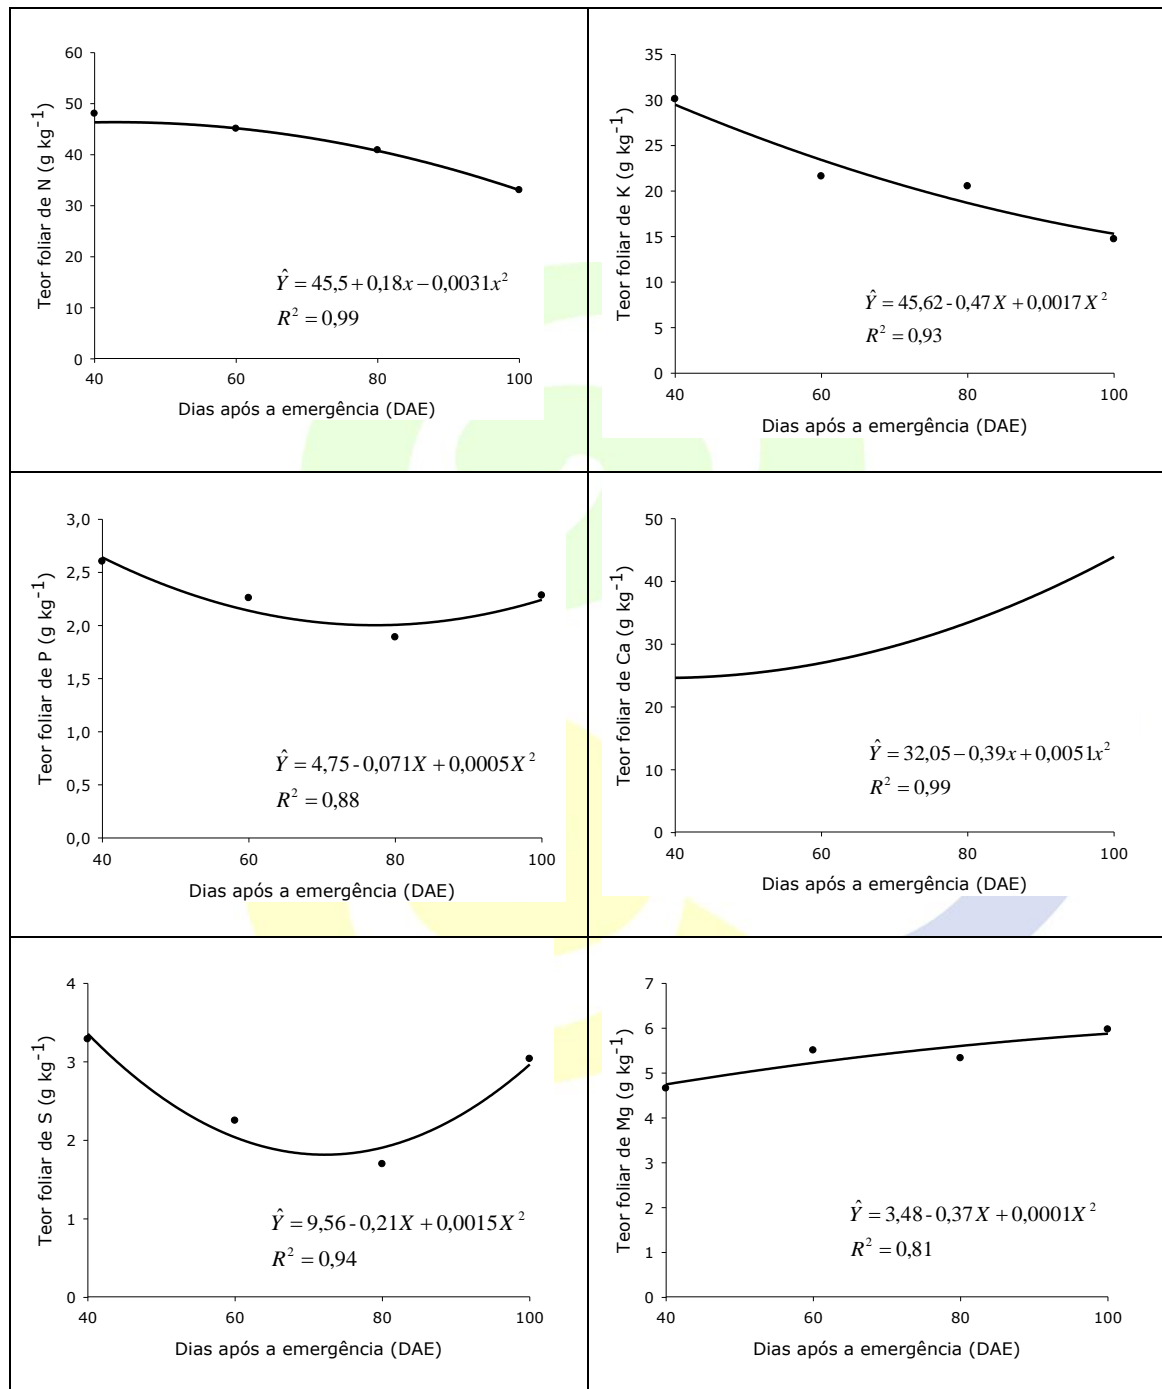 Teor foliar de N (g kg-1)
60
50
40
30
20
10
0
40 60 80 100
Dias após a emergência (DAE)
Ŷ = 45,5 + 0,18x − 0,0031x²
R² = 0,99
Teor foliar de K (g kg-1)
35
30
25
20
15
10
5
0
40 60 80 100
Dias após a emergência (DAE)
Ŷ = 45,62 - 0,47X + 0,0017X²
R² = 0,93
Teor foliar de P (g kg-1)
3,0
2,5
2,0
1,5
1,0
0,5
0,0
40 60 80 100
Dias após a emergência (DAE)
Ŷ = 4,75 - 0,071X + 0,0005X²
R² = 0,88
Teor foliar de Ca (g kg-1)
50
40
30
20
10
0
40 60 80 100
Dias após a emergência (DAE)
Ŷ = 32,05 − 0,39x + 0,0051x²
R² = 0,99
Teor foliar de S (g kg-1)
4
3
2
1
0
40 60 80 100
Dias após a emergência (DAE)
Ŷ = 9,56 - 0,21X + 0,0015X²
R² = 0,94
Teor foliar de Mg (g kg-1)
7
6
5
4
3
2
1
0
40 60 80 100
Dias após a emergência (DAE)
Ŷ = 3,48 - 0,37X + 0,0001X²
R² = 0,81